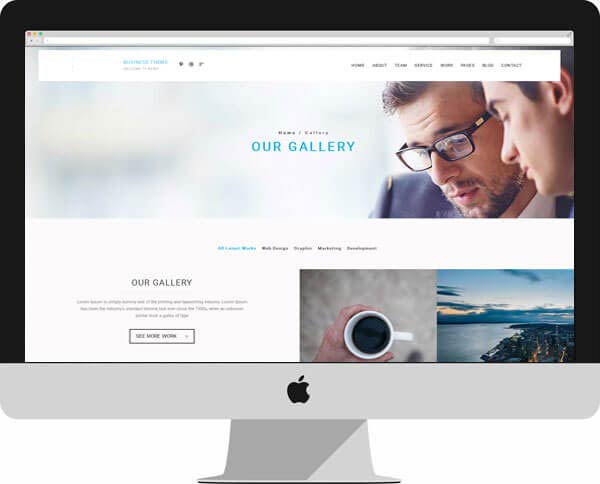 BUSINESS THEME
HOME ABOUT TEAM SERVICE WORK PAGES BLOG CONTACT
Home / Gallery
OUR GALLERY
All Latest Works Web Design Graphic Marketing Development
OUR GALLERY
Lorem Ipsum is simply dummy text of the printing and typesetting industry. Lorem Ipsum
has been the industry's standard dummy text ever since the 1500s, when an unknown
printer took a galley of type
SEE MORE WORK